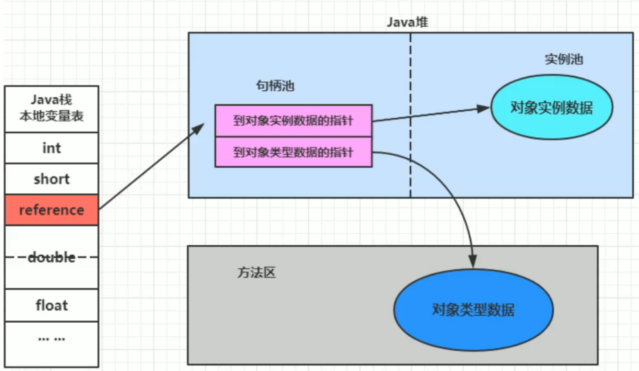 Java堆
Java栈
本地变量表
int
short
reference
double
float
... ...
句柄池
到对象实例数据的指针
到对象类型数据的指针
实例池
对象实例数据
方法区
对象类型数据